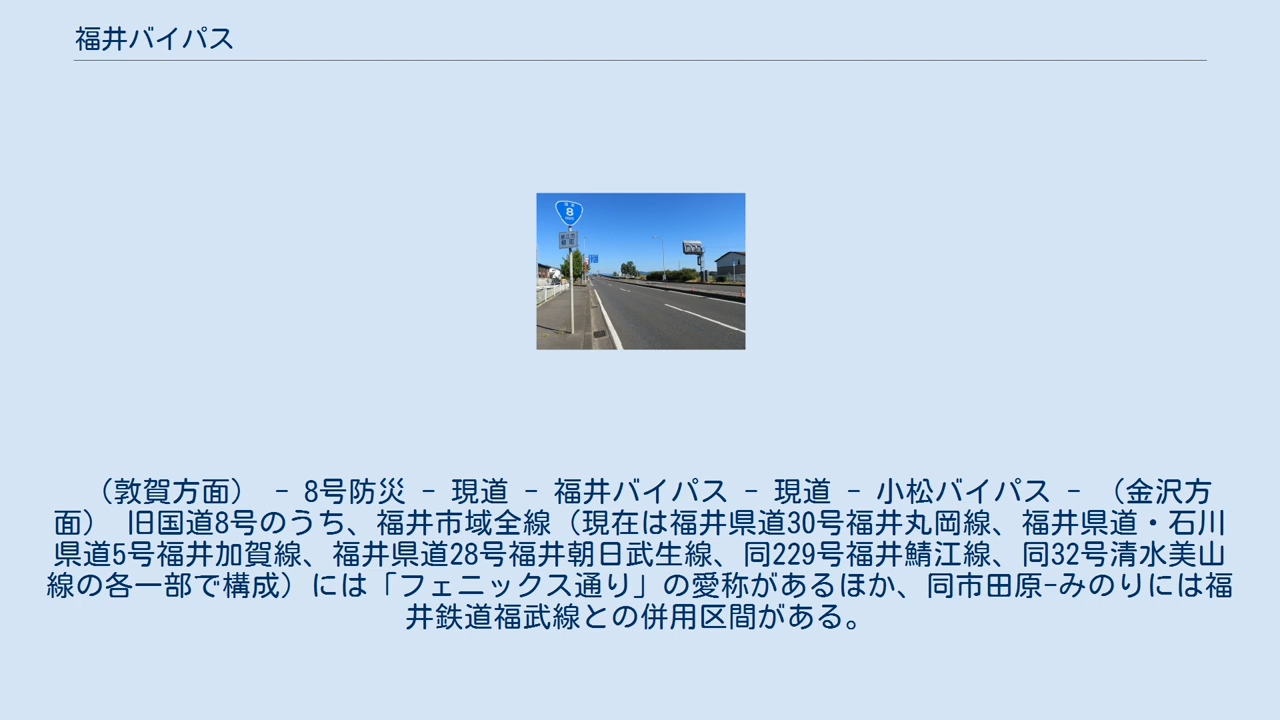 福井バイパス
8
（敦賀方面） - 8号防災 - 現道 - 福井バイパス - 現道 - 小松バイパス - （金沢方
面） 旧国道8号のうち、福井市域全線（現在は福井県道30号福井丸岡線、福井県道・石川
県道5号福井加賀線、福井県道28号福井朝日武生線、同229号福井鯖江線、同32号清水美山
線の各一部で構成）には「フェニックス通り」の愛称があるほか、同市田原-みのりには福
井鉄道福武線との併用区間がある。